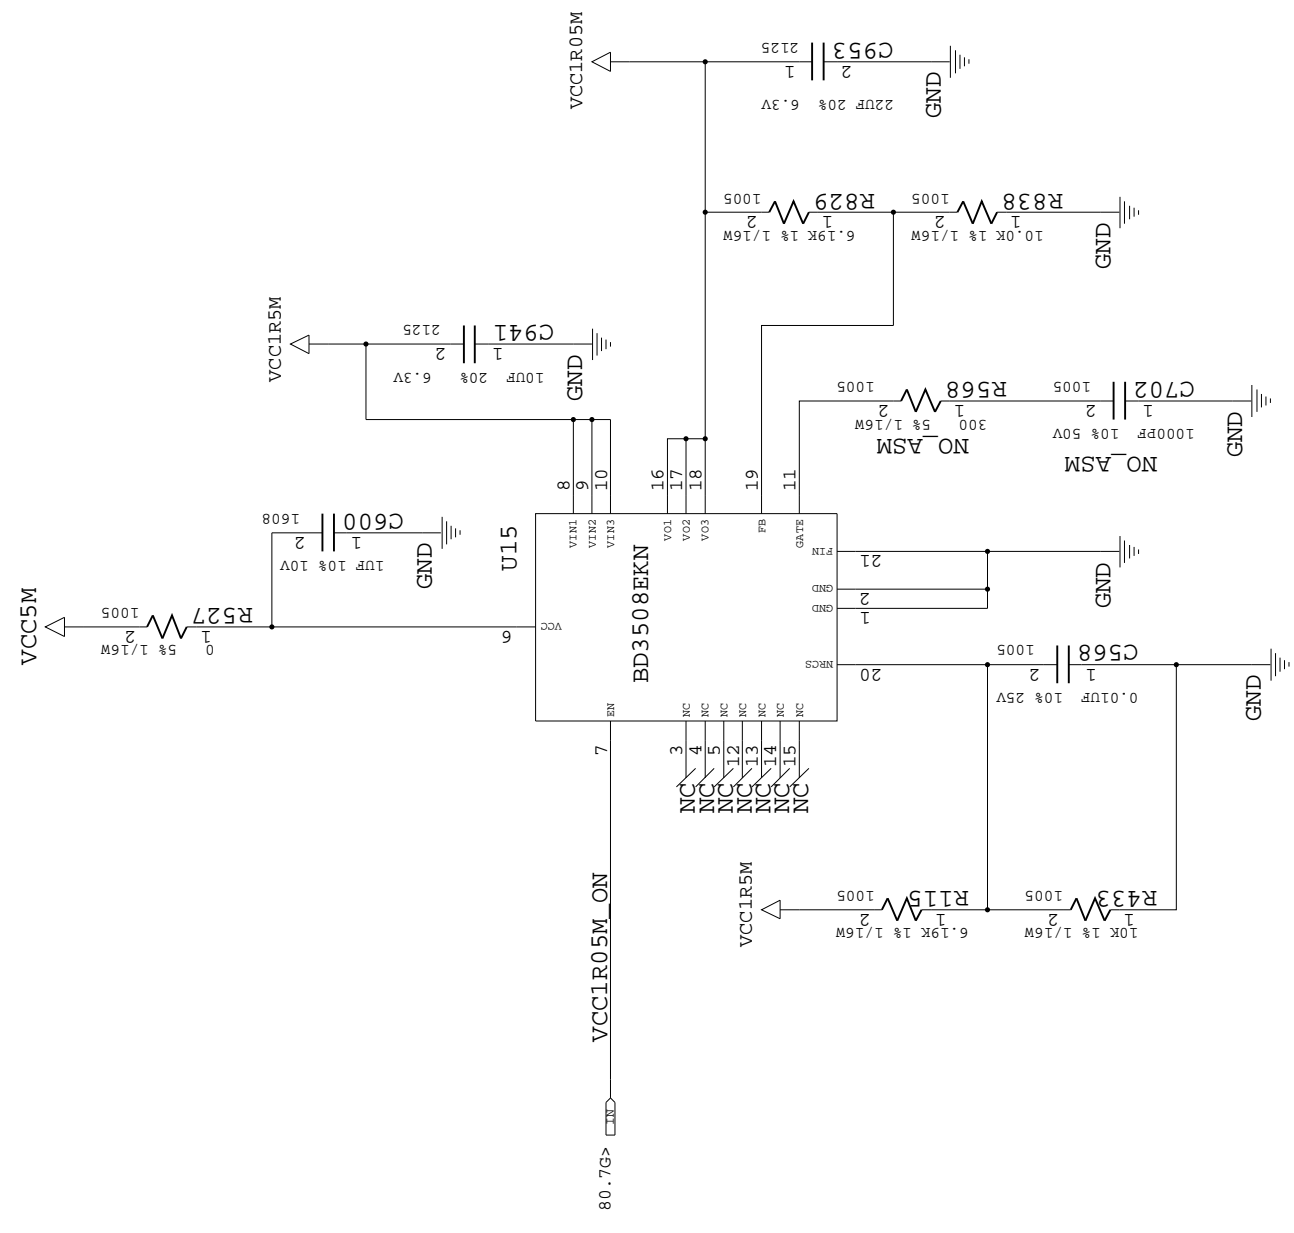 VCC1R05M
2125
C953
1
2
22UF 20% 6.3V
GND
1005
R829
2
1
6.19K 1% 1/16W
1005
R838
2
1
10.0K 1% 1/16W
GND
VCC1R5M
2125
C941
2
1
10UF 20% 6.3V
GND
1005
R568
2
1
300 5% 1/16W
NO_ASM
1005
C702
2
1
1000PF 10% 50V
NO_ASM
GND
8
9
10
16
17
18
19
11
1608
C600
2
1
1UF 10% 10V
GND
U15
BD3508EKN
VIN1
VIN2
VIN3
VO1
VO2
VO3
FB
GATE
FIN
21
GND
2
GND
1
GND
VCC5M
1005
R527
2
1
0 5% 1/16W
6
VCC
NRCS
20
1005
C568
2
1
0.01UF 10% 25V
GND
EN
NC
NC
NC
NC
NC
NC
NC
7
3
4
5
12
13
14
15
NC
NC
NC
NC
NC
NC
NC
VCC1R5M
1005
R115
2
1
6.19K 1% 1/16W
1005
R433
2
1
10K 1% 1/16W
VCC1R05M_ON
IN
80.7G>